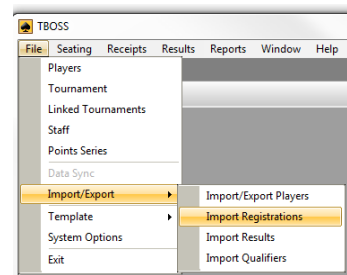 TBOSS
File Seating Receipts Results Reports Window Help
Players
Tournament
Linked Tournaments
Staff
Points Series
Data Sync
Import/Export
Import/Export Players
Template
Import Registrations
System Options
Import Results
Exit
Import Qualifiers